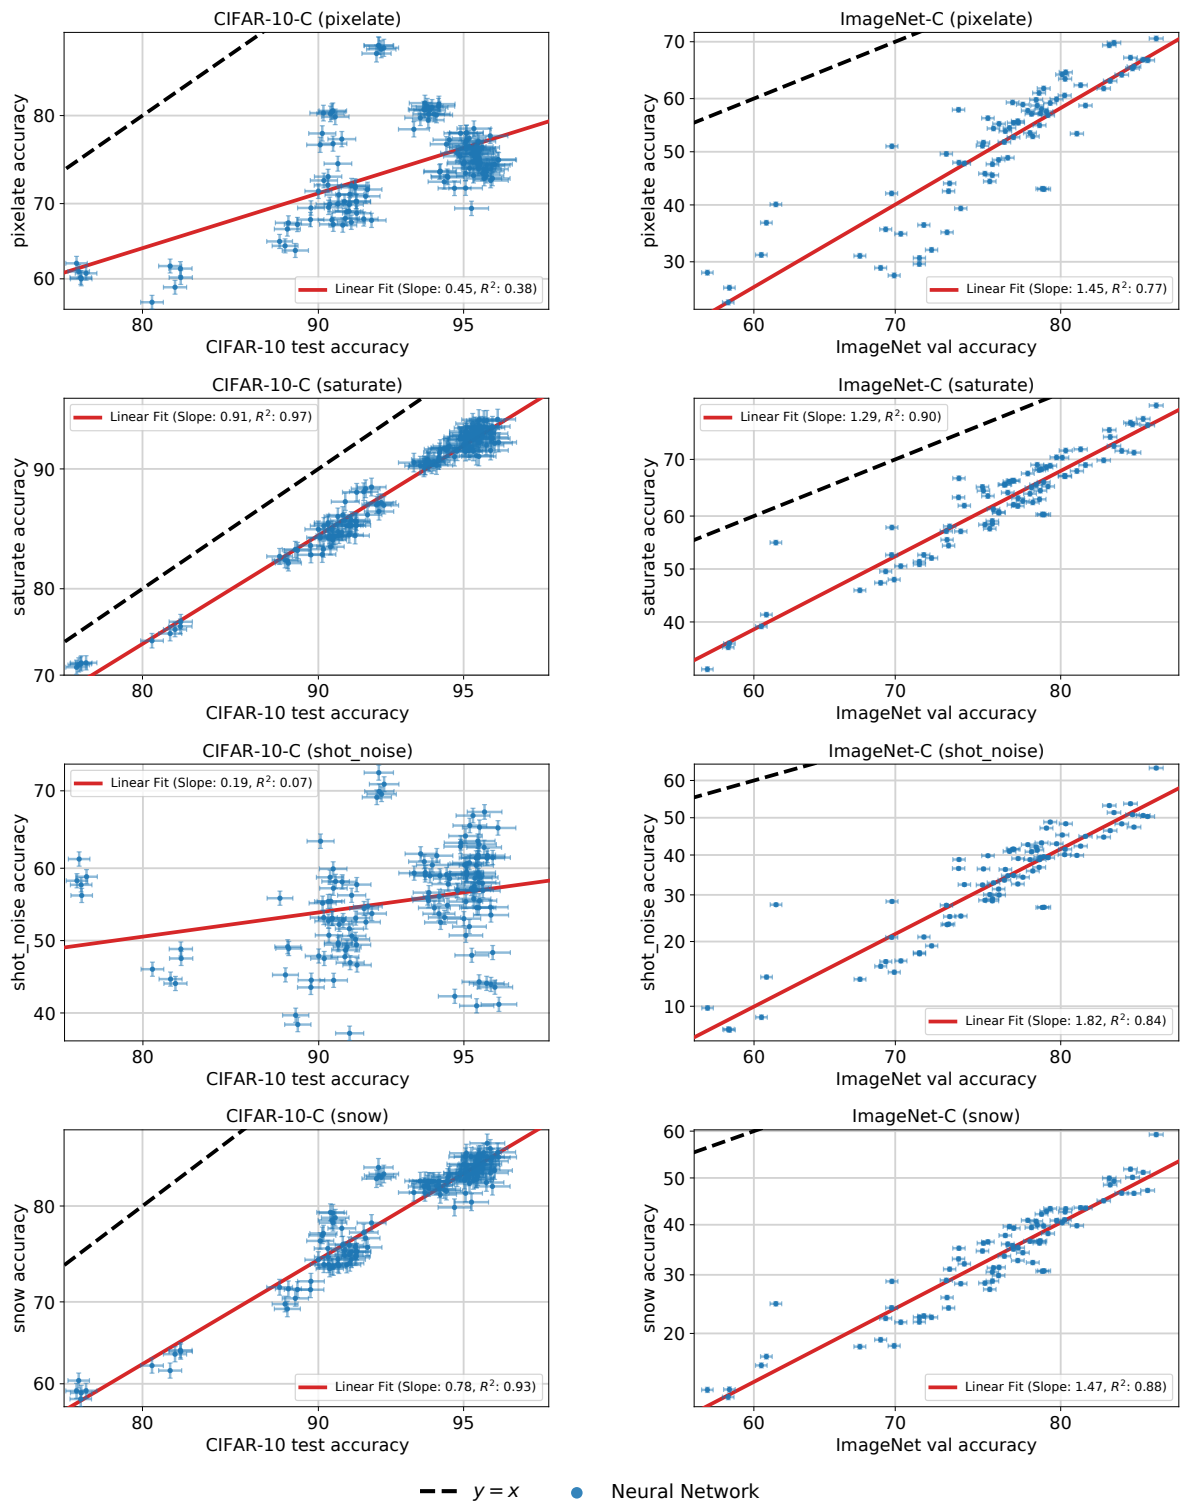 CIFAR-10-C (pixelate)
pixelate accuracy
80
70
60
Linear Fit (Slope: 0.45, R²: 0.38)
80 90 95
CIFAR-10 test accuracy
ImageNet-C (pixelate)
pixelate accuracy
70
60
50
40
30
Linear Fit (Slope: 1.45, R²: 0.77)
60 70 80
ImageNet val accuracy
CIFAR-10-C (saturate)
Linear Fit (Slope: 0.91, R²: 0.97)
saturate accuracy
90
80
70
80 90 95
CIFAR-10 test accuracy
ImageNet-C (saturate)
Linear Fit (Slope: 1.29, R²: 0.90)
saturate accuracy
70
60
50
40
60 70 80
ImageNet val accuracy
CIFAR-10-C (shot_noise)
Linear Fit (Slope: 0.19, R²: 0.07)
shot_noise accuracy
70
60
50
40
80 90 95
CIFAR-10 test accuracy
ImageNet-C (shot_noise)
shot_noise accuracy
60
50
40
30
20
10
Linear Fit (Slope: 1.82, R²: 0.84)
60 70 80
ImageNet val accuracy
CIFAR-10-C (snow)
snow accuracy
80
70
60
Linear Fit (Slope: 0.78, R²: 0.93)
80 90 95
CIFAR-10 test accuracy
ImageNet-C (snow)
snow accuracy
60
50
40
30
20
Linear Fit (Slope: 1.47, R²: 0.88)
60 70 80
ImageNet val accuracy
y = x Neural Network